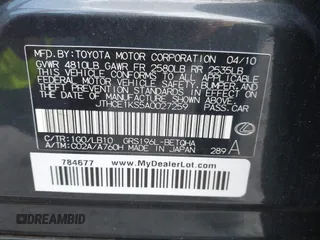 MFD. BY: TOYOTA MOTOR CORPORATION 04/10
GVWR 4810LB GAWR FR 2580LB RR 2535LB
THIS VEHICLE CONFORMS TO ALL APPLICABLE
FEDERAL MOTOR VEHICLE SAFETY, BUMPER, AND
THEFT PREVENTION STANDARDS IN EFFECT ON
THE DATE OF MANUFACTURE SHOWN ABOVE.
PASS.CAR
C/TR:1G0/LB10 GRS196L-BETQHA
A/TM:C02A/A760H MADE IN JAPAN 289 A
784677 www.MyDealerLot.com
DREAMBID